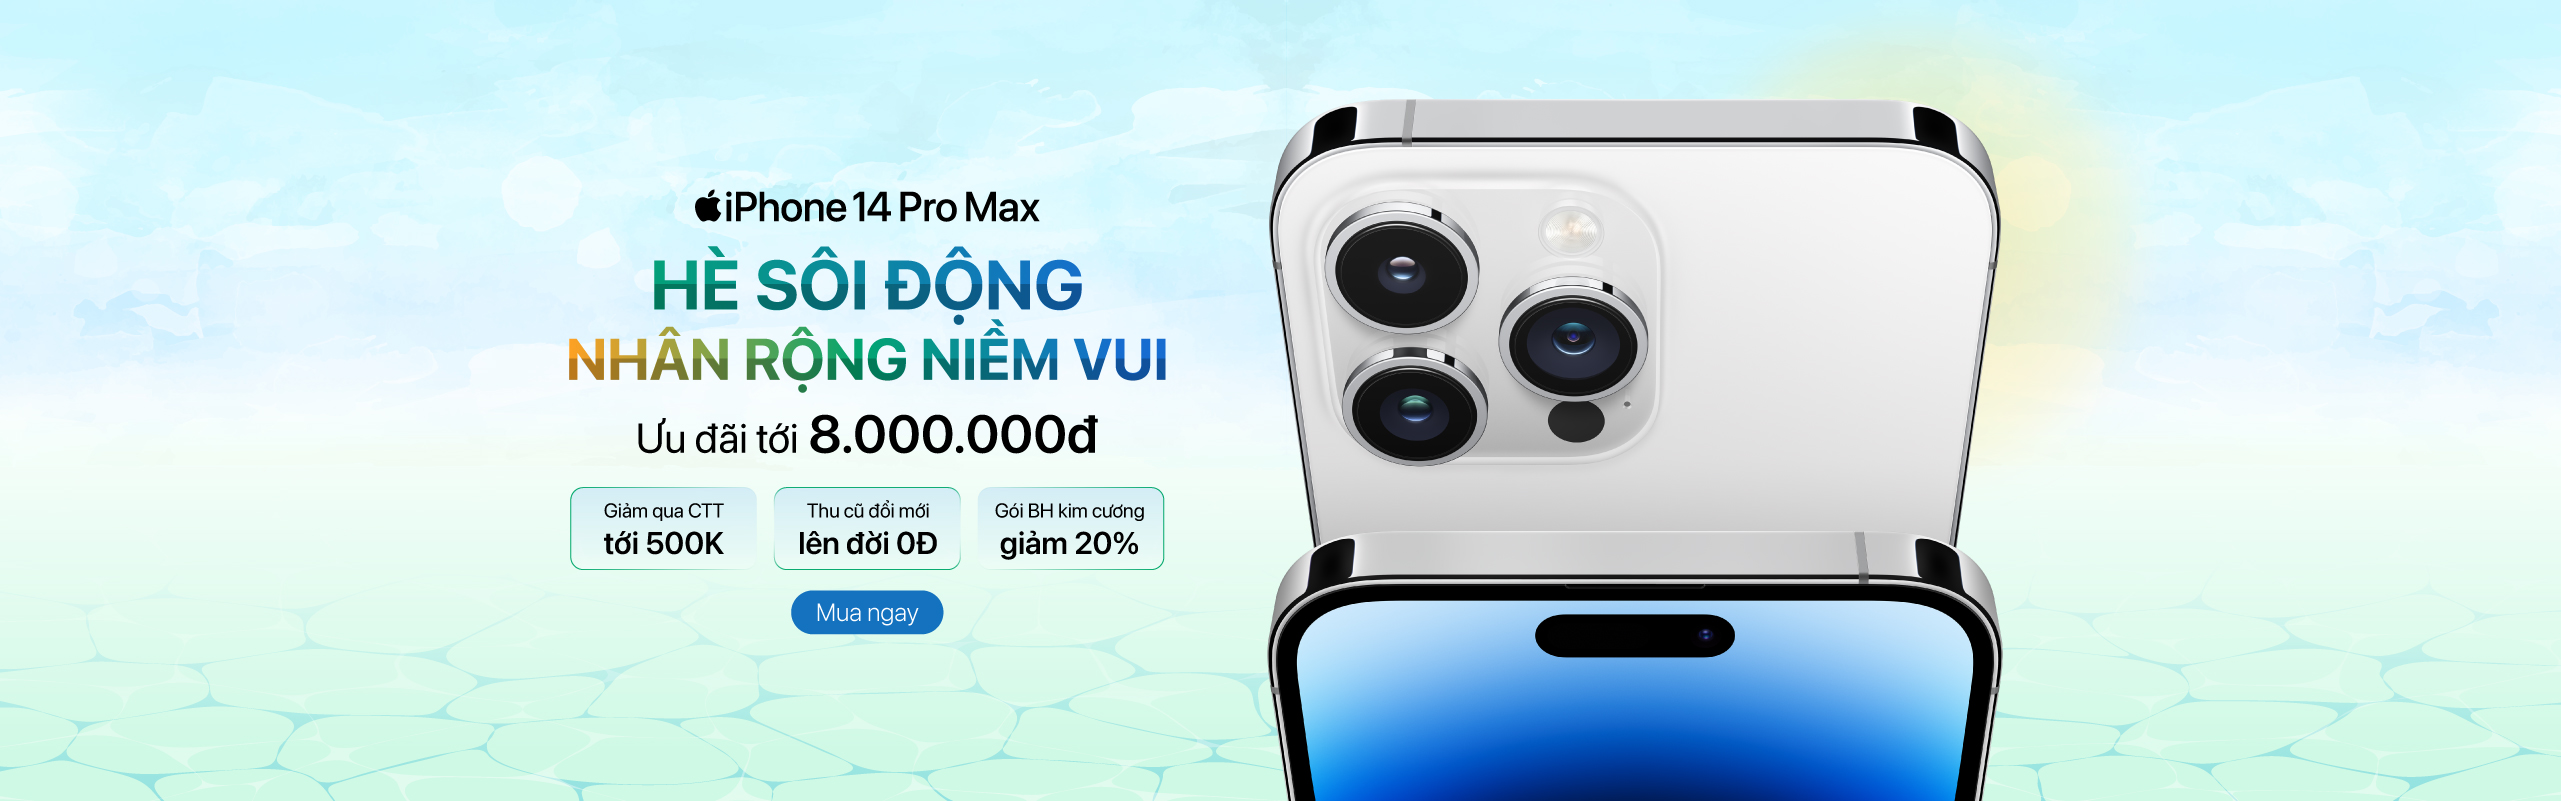 iPhone 14 Pro Max
HÈ SÔI ĐỘNG
NHÂN RỘNG NIỀM VUI
Ưu đãi tới 8.000.000đ
Giảm qua CTT
tới 500K
Thu cũ đổi mới
lên đời 0Đ
Gói BH kim cương
giảm 20%
Mua ngay